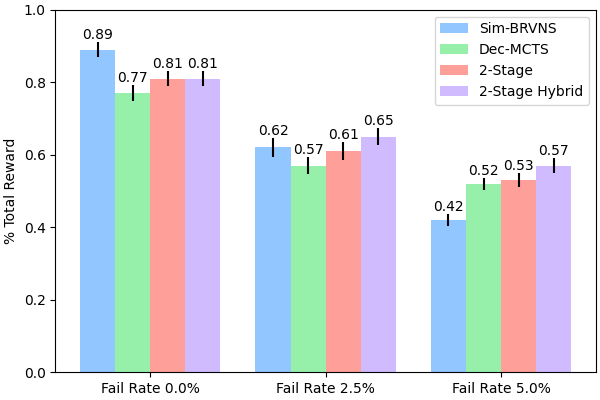 % Total Reward
1.0
0.8
0.6
0.4
0.2
0.0
0.89
0.77
0.81
0.81
0.62
0.57
0.61
0.65
0.42
0.52
0.53
0.57
Sim-BRVNS
Dec-MCTS
2-Stage
2-Stage Hybrid
Fail Rate 0.0%
Fail Rate 2.5%
Fail Rate 5.0%